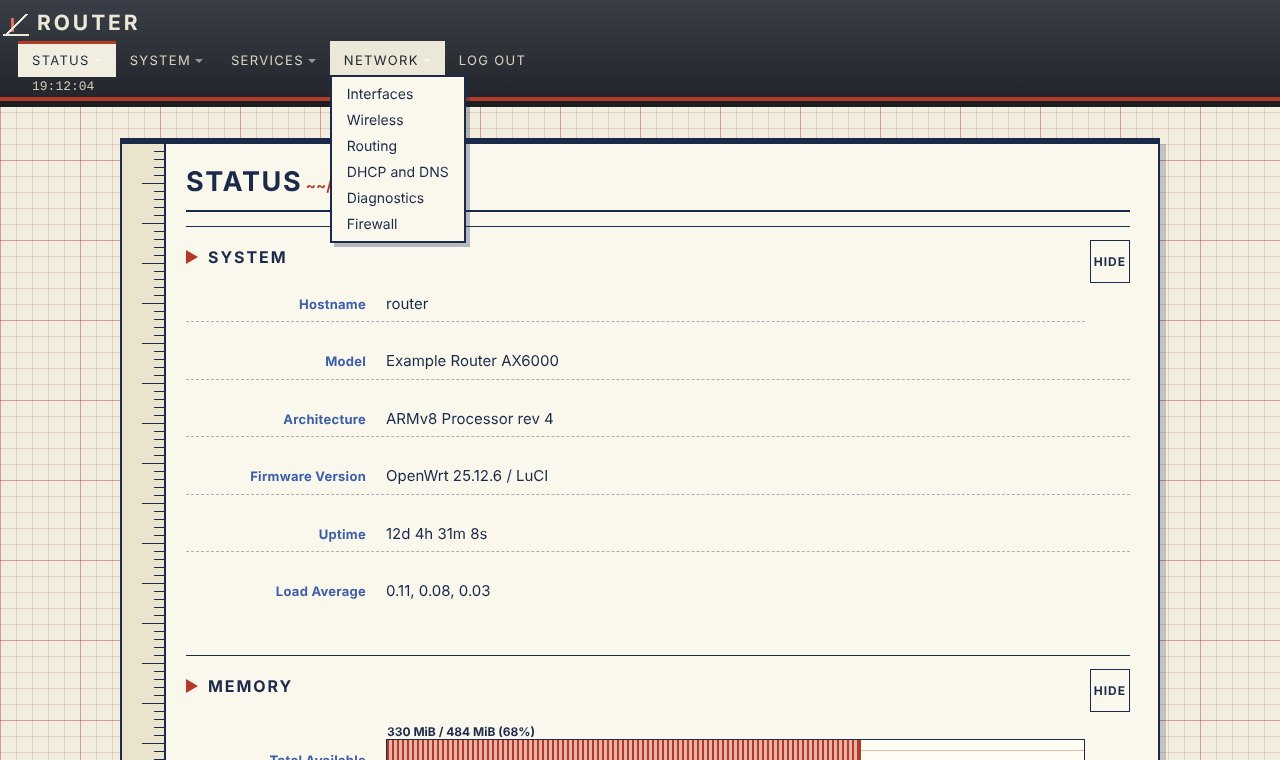 ROUTER
STATUS SYSTEM SERVICES NETWORK LOG OUT
19:12:04
Interfaces
Wireless
Routing
DHCP and DNS
Diagnostics
Firewall
STATUS ~~/
SYSTEM
HIDE
Hostname router
Model Example Router AX6000
Architecture ARMv8 Processor rev 4
Firmware Version OpenWrt 25.12.6 / LuCI
Uptime 12d 4h 31m 8s
Load Average 0.11, 0.08, 0.03
MEMORY
HIDE
330 MiB / 484 MiB (68%)
Total Available